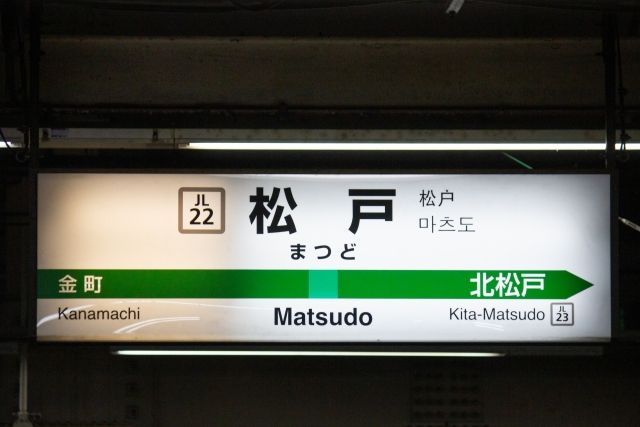 JL
22
松戸
松户
마츠도
まつど
金町
北松戸
Kanamachi
Matsudo
Kita-Matsudo
JL
23